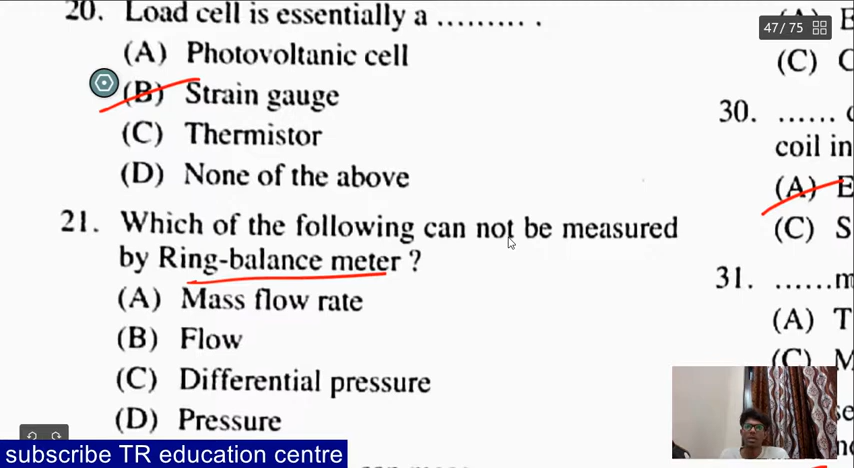 20. Load cell is essentially a ......... .
(A) Photovoltanic cell
(B) Strain gauge
(C) Thermistor
(D) None of the above
21. Which of the following can not be measured
by Ring-balance meter ?
(A) Mass flow rate
(B) Flow
(C) Differential pressure
(D) Pressure
47/75
(C) C
30. ......
coil in
(A) E
(C) S
31. ......m
(A) T
(C) M
subscribe TR education centre